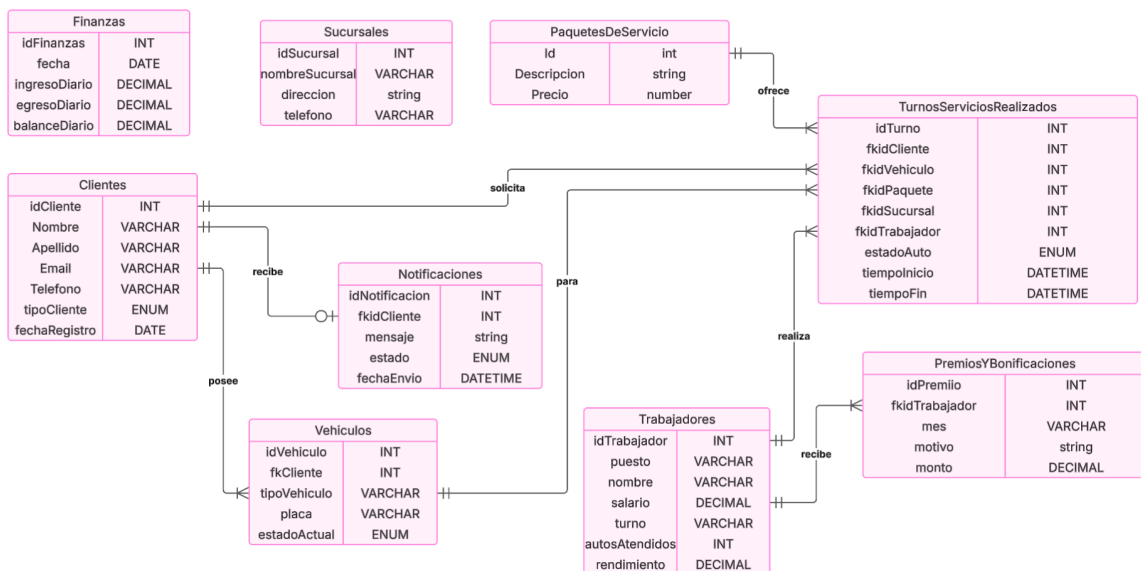 Finanzas
idFinanzas INT
fecha DATE
ingresoDiario DECIMAL
egresoDiario DECIMAL
balanceDiario DECIMAL
Sucursales
idSucursal INT
nombreSucursal VARCHAR
direccion string
telefono VARCHAR
PaquetesDeServicio
Id int
Descripcion string
Precio number
ofrece
TurnosServiciosRealizados
idTurno INT
fkidCliente INT
fkidVehiculo INT
fkidPaquete INT
fkidSucursal INT
fkidTrabajador INT
estadoAuto ENUM
tiempoInicio DATETIME
tiempoFin DATETIME
Clientes
idCliente INT
Nombre VARCHAR
Apellido VARCHAR
Email VARCHAR
Telefono VARCHAR
tipoCliente ENUM
fechaRegistro DATE
solicita
recibe
para
posee
Notificaciones
idNotificacion INT
fkidCliente INT
mensaje string
estado ENUM
fechaEnvio DATETIME
realiza
PremiosYBonificaciones
idPremiio INT
fkidTrabajador INT
mes VARCHAR
motivo string
monto DECIMAL
Vehiculos
idVehiculo INT
fkCliente INT
tipoVehiculo VARCHAR
placa VARCHAR
estadoActual ENUM
Trabajadores
idTrabajador INT
puesto VARCHAR
nombre VARCHAR
salario DECIMAL
turno VARCHAR
autosAtendidos INT
rendimiento DECIMAL
recibe